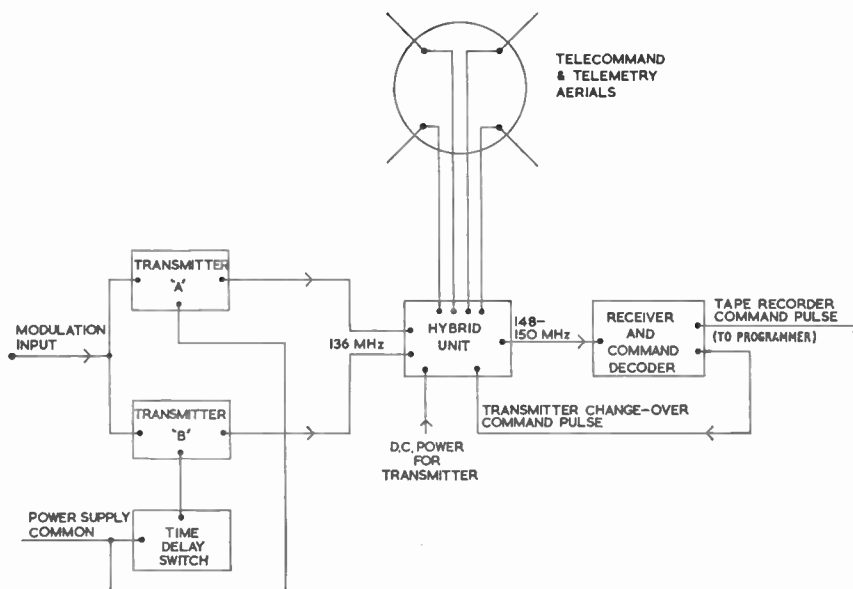 TELECOMMAND
& TELEMETRY
AERIALS
TRANSMITTER
"A"
MODULATION
INPUT
136 MHz
HYBRID
UNIT
148-
150 MHz
RECEIVER
AND
COMMAND
DECODER
TAPE RECORDER
COMMAND PULSE
(TO PROGRAMMER)
TRANSMITTER
"B"
TRANSMITTER CHANGE-OVER
COMMAND PULSE
D.C. POWER
FOR
TRANSMITTER
POWER SUPPLY
COMMON
TIME
DELAY
SWITCH